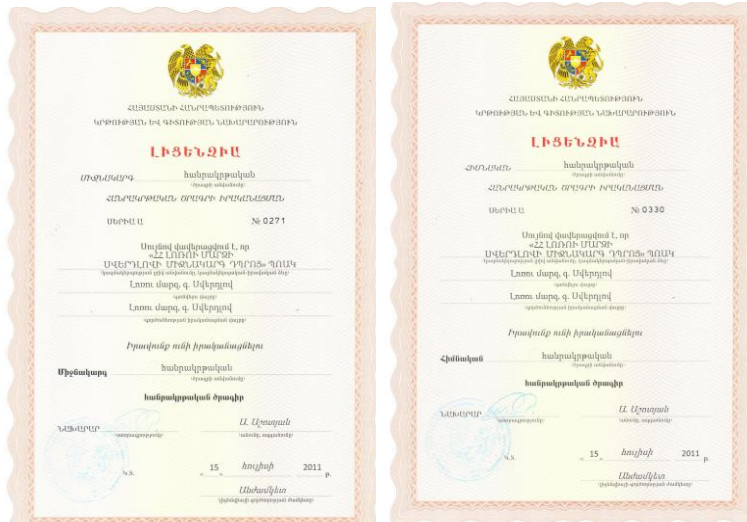 ՀԱՅԱՍՏԱՆԻ ՀԱՆՐԱՊԵՏՈՒԹՅՈՒՆ
ԿՐԹՈՒԹՅԱՆ ԵՎ ԳԻՏՈՒԹՅԱՆ ՆԱԽԱՐԱՐՈՒԹՅՈՒՆ
ԼԻՑԵՆԶԻԱ
ՄԻՋՆԱԿԱՐԳ հանրակրթական
ՀԱՆՐԱԿՐԹԱԿԱՆ ԾՐԱԳՐԻ ԻՐԱԿԱՆԱՑՄԱՆ
ՍԵՐԻԱ Ա № 0271
Սույնով վավերացվում է, որ
«ՀՀ ԼՈՌՈՒ ՄԱՐԶԻ
ՍՎԵՐԴԼՈՎԻ ՄԻՋՆԱԿԱՐԳ ԴՊՐՈՑ» ՊՈԱԿ
Լոռու մարզ, գ. Սվերդլով
Լոռու մարզ, գ. Սվերդլով
Իրավունք ունի իրականացնելու
Միջնակարգ հանրակրթական
հանրակրթական ծրագիր
ՆԱԽԱՐԱՐ Ա. Աշոտյան
Կ.Տ. « 15 » հուլիսի 2011 թ.
Անժամկետ
ՀԱՅԱՍՏԱՆԻ ՀԱՆՐԱՊԵՏՈՒԹՅՈՒՆ
ԿՐԹՈՒԹՅԱՆ ԵՎ ԳԻՏՈՒԹՅԱՆ ՆԱԽԱՐԱՐՈՒԹՅՈՒՆ
ԼԻՑԵՆԶԻԱ
ՀԻՄՆԱԿԱՆ հանրակրթական
ՀԱՆՐԱԿՐԹԱԿԱՆ ԾՐԱԳՐԻ ԻՐԱԿԱՆԱՑՄԱՆ
ՍԵՐԻԱ Ա № 0330
Սույնով վավերացվում է, որ
«ՀՀ ԼՈՌՈՒ ՄԱՐԶԻ
ՍՎԵՐԴԼՈՎԻ ՄԻՋՆԱԿԱՐԳ ԴՊՐՈՑ» ՊՈԱԿ
Լոռու մարզ, գ. Սվերդլով
Լոռու մարզ, գ. Սվերդլով
Իրավունք ունի իրականացնելու
Հիմնական հանրակրթական
հանրակրթական ծրագիր
ՆԱԽԱՐԱՐ Ա. Աշոտյան
Կ.Տ. « 15 » հուլիսի 2011 թ.
Անժամկետ